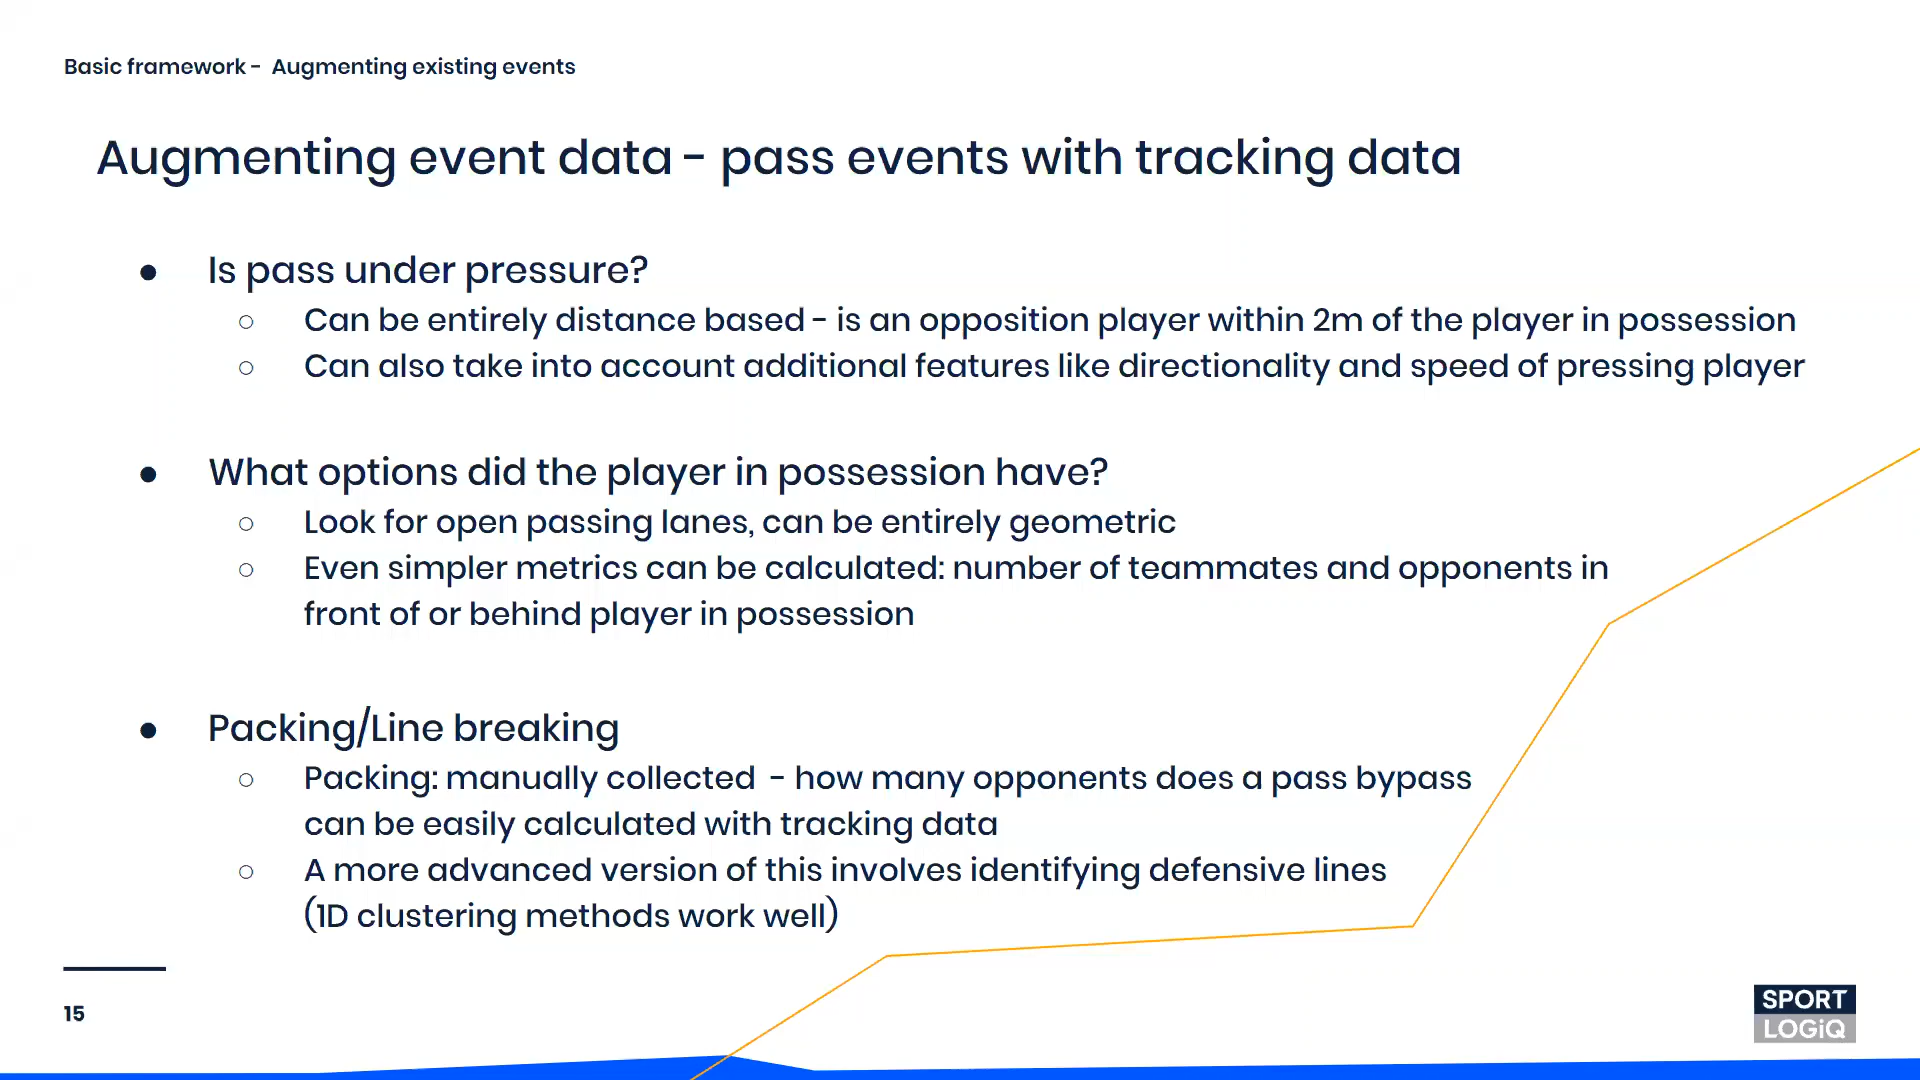 Basic framework - Augmenting existing events
Augmenting event data - pass events with tracking data
● Is pass under pressure?
○ Can be entirely distance based - is an opposition player within 2m of the player in possession
○ Can also take into account additional features like directionality and speed of pressing player
● What options did the player in possession have?
○ Look for open passing lanes, can be entirely geometric
○ Even simpler metrics can be calculated: number of teammates and opponents in
front of or behind player in possession
● Packing/Line breaking
○ Packing: manually collected - how many opponents does a pass bypass
can be easily calculated with tracking data
○ A more advanced version of this involves identifying defensive lines
(1D clustering methods work well)
15
SPORT
LOGiQ